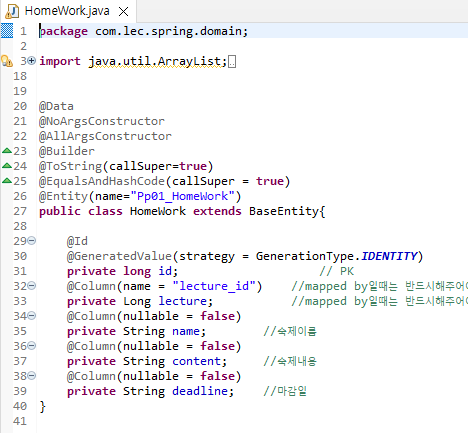 HomeWork.java
1 package com.lec.spring.domain;
2
3 import java.util.ArrayList;
18
19
20 @Data
21 @NoArgsConstructor
22 @AllArgsConstructor
23 @Builder
24 @ToString(callSuper=true)
25 @EqualsAndHashCode(callSuper = true)
26 @Entity(name="Pp01_HomeWork")
27 public class HomeWork extends BaseEntity{
28
29 @Id
30 @GeneratedValue(strategy = GenerationType.IDENTITY)
31 private long id; // PK
32 @Column(name = "lecture_id") //mapped by일때는 반드시해주어야
33 private Long lecture; //mapped by일때는 반드시해주어야
34 @Column(nullable = false)
35 private String name; //숙제이름
36 @Column(nullable = false)
37 private String content; //숙제내용
38 @Column(nullable = false)
39 private String deadline; //마감일
40 }
41